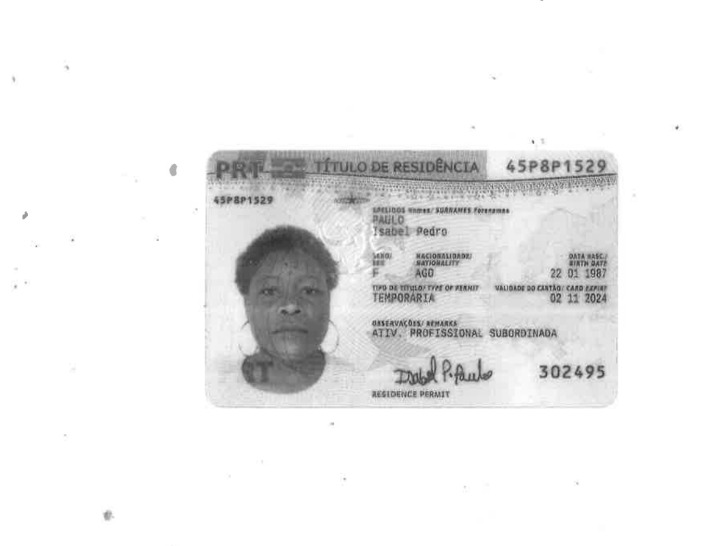 PRT TÍTULO DE RESIDÊNCIA 45P8P1529
45P8P1529
APELIDOS Nomes/ SURNAMES Forenames
PAULO
Isabel Pedro
SEXO/ NACIONALIDADE/ DATA NASC./
SEX NATIONALITY BIRTH DATE
F AGO 22 01 1987
TIPO DE TÍTULO/ TYPE OF PERMIT VALIDADE DO CARTÃO/ CARD EXPIRY
TEMPORARIA 02 11 2024
OBSERVAÇÕES/ REMARKS
ATIV. PROFISSIONAL SUBORDINADA
Isabel P. Paulo 302495
RESIDENCE PERMIT